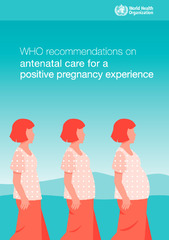 World Health
Organization
WHO recommendations on
antenatal care for a
positive pregnancy experience